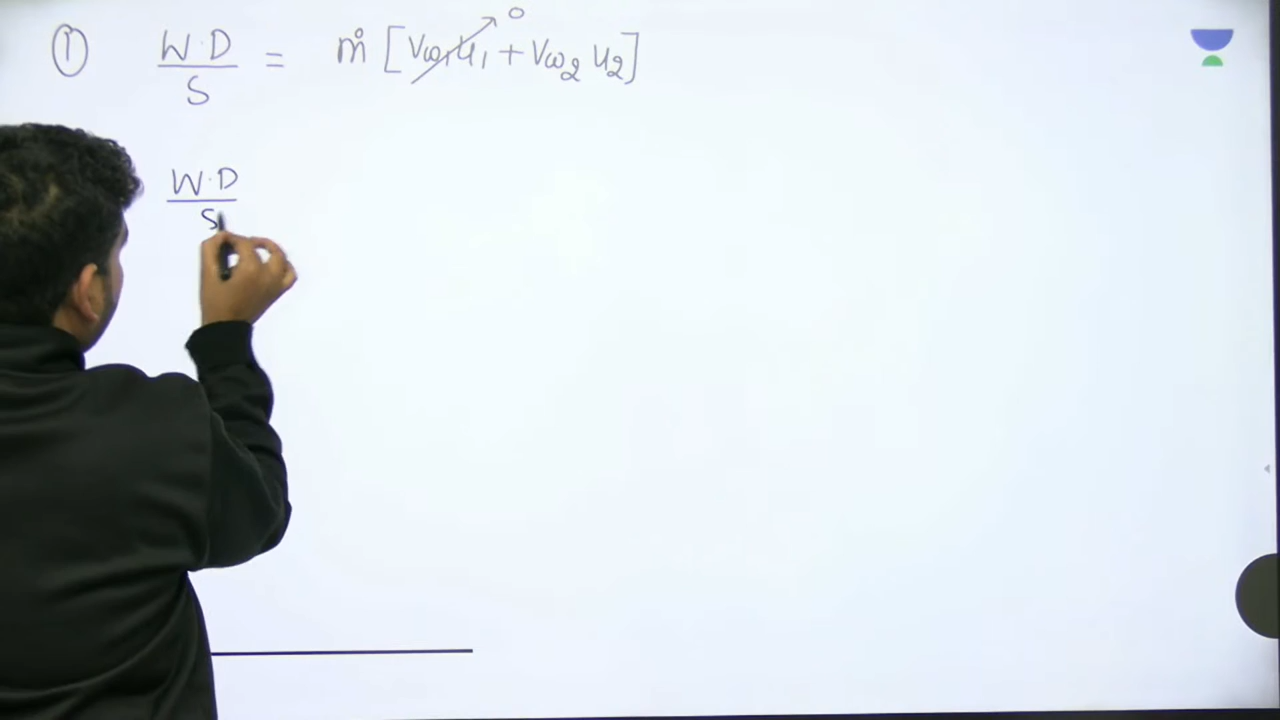 ① W.D/S = ṁ [Vω₁u₁ → 0 + Vω₂ u₂]
W.D/S